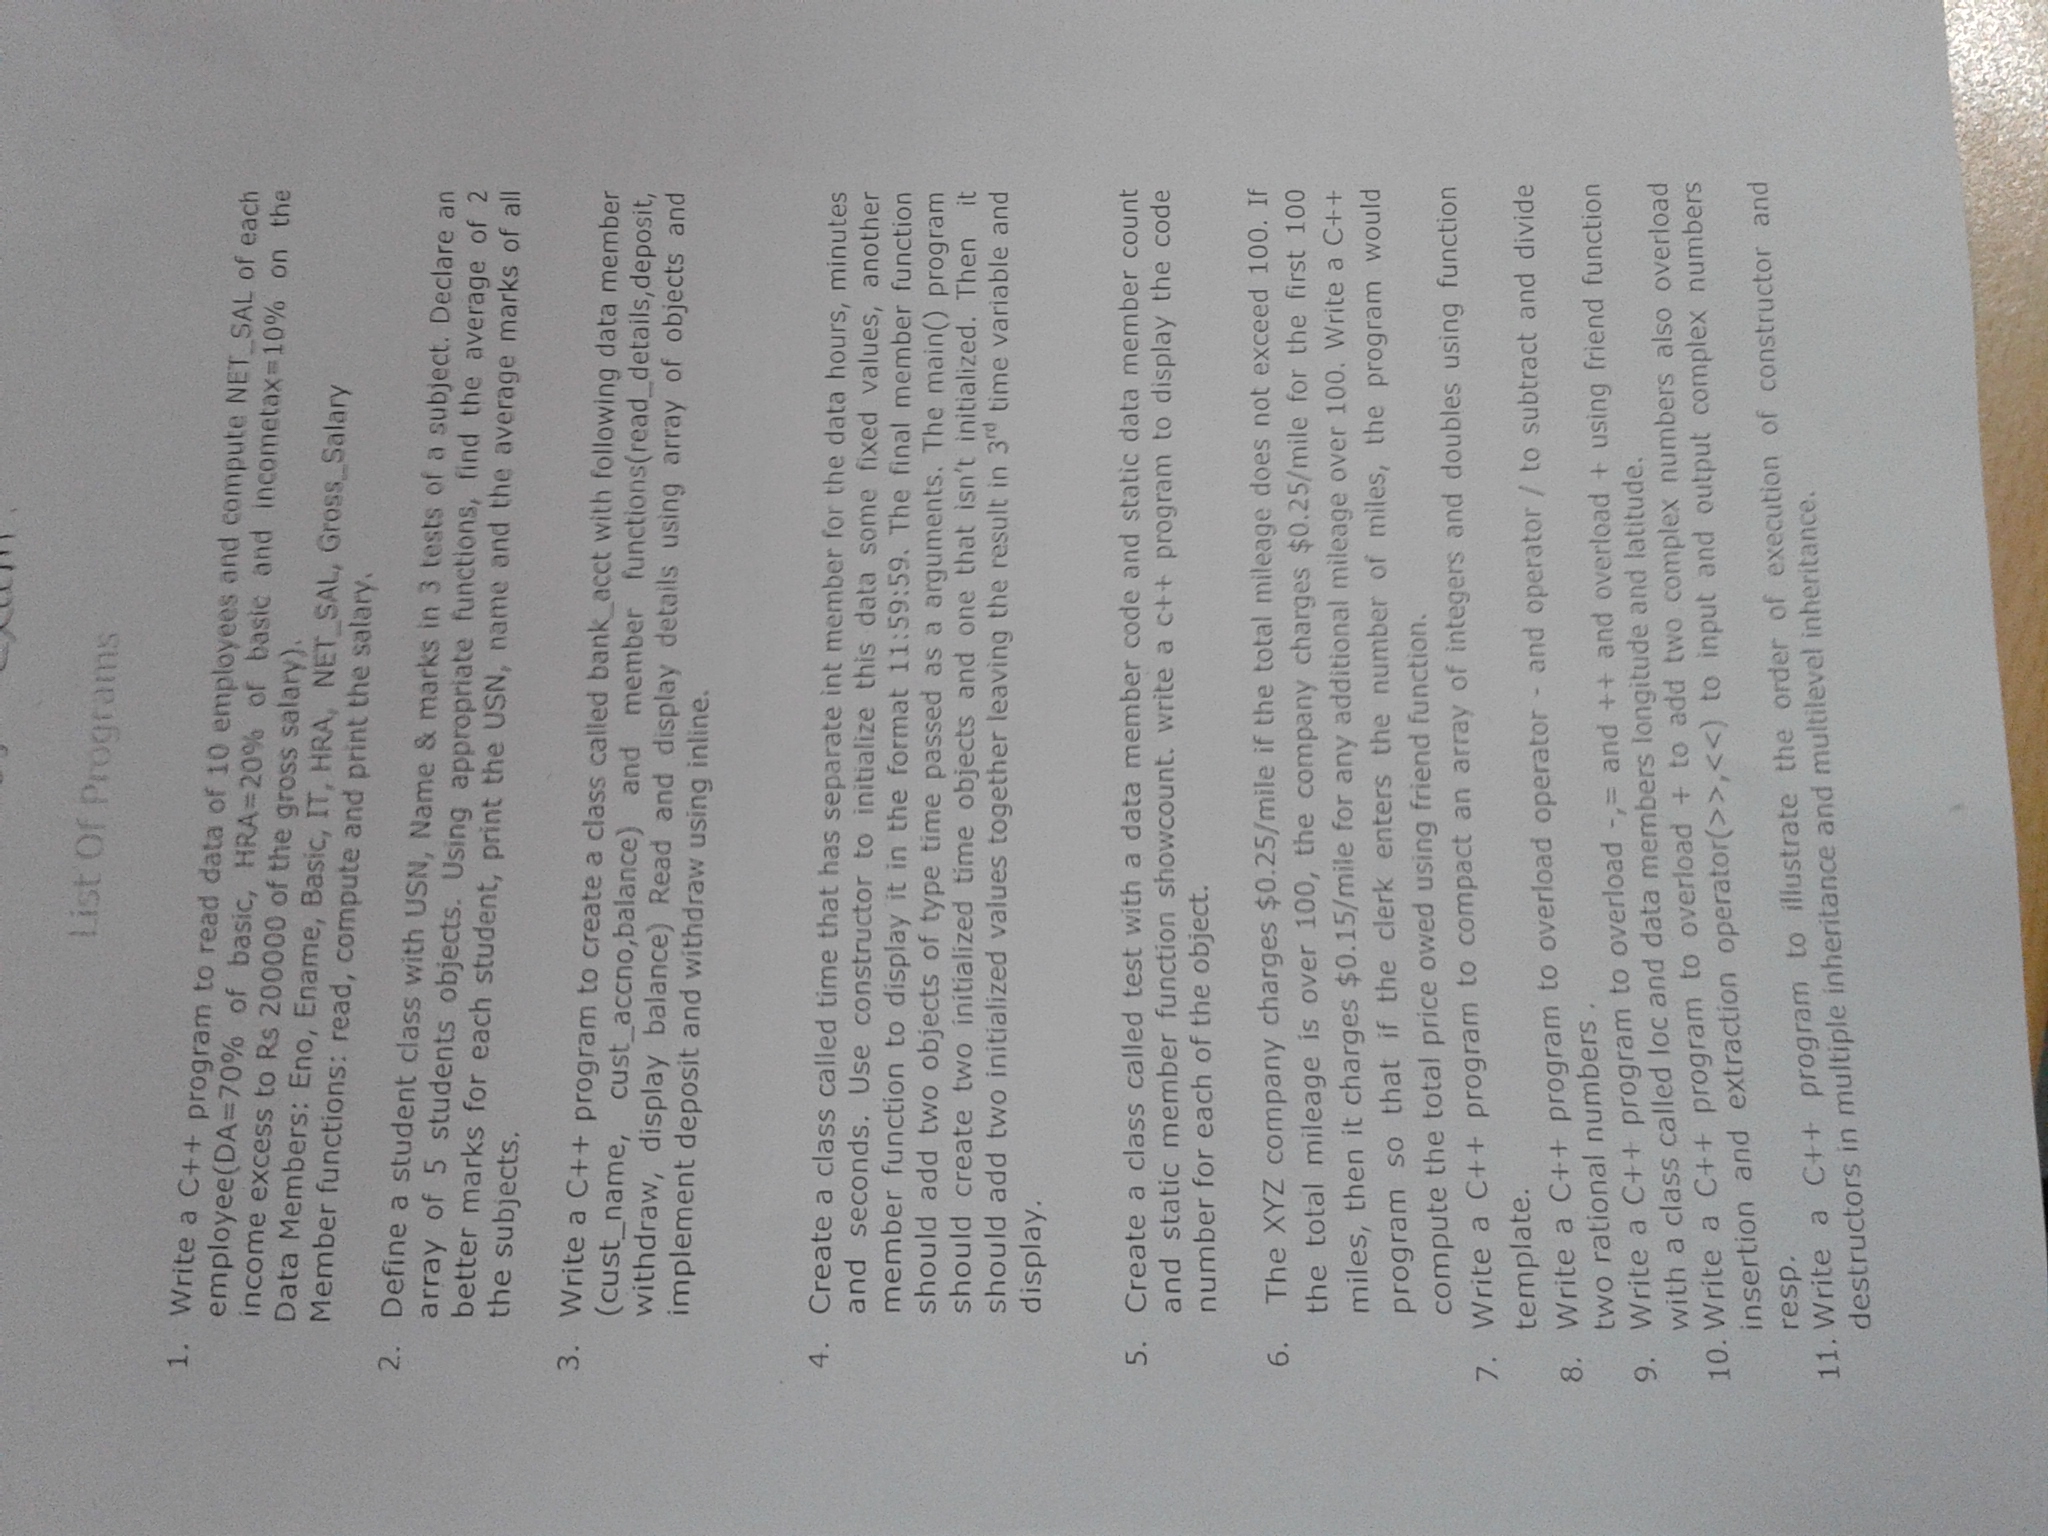 exam.
List Of Programs
1. Write a C++ program to read data of 10 employees and compute NET_SAL of each
employee(DA=70% of basic, HRA=20% of basic and incometax=10% on the
income excess to Rs 200000 of the gross salary).
Data Members: Eno, Ename, Basic, IT, HRA, NET_SAL, Gross_Salary
Member functions: read, compute and print the salary.
2. Define a student class with USN, Name & marks in 3 tests of a subject. Declare an
array of 5 students objects. Using appropriate functions, find the average of 2
better marks for each student, print the USN, name and the average marks of all
the subjects.
3. Write a C++ program to create a class called bank_acct with following data member
(cust_name, cust_accno,balance) and member functions(read_details,deposit,
withdraw, display balance) Read and display details using array of objects and
implement deposit and withdraw using inline.
4. Create a class called time that has separate int member for the data hours, minutes
and seconds. Use constructor to initialize this data some fixed values, another
member function to display it in the format 11:59:59. The final member function
should add two objects of type time passed as a arguments. The main() program
should create two initialized time objects and one that isn't initialized. Then it
should add two initialized values together leaving the result in 3rd time variable and
display.
5. Create a class called test with a data member code and static data member count
and static member function showcount. write a c++ program to display the code
number for each of the object.
6. The XYZ company charges $0.25/mile if the total mileage does not exceed 100. If
the total mileage is over 100, the company charges $0.25/mile for the first 100
miles, then it charges $0.15/mile for any additional mileage over 100. Write a C++
program so that if the clerk enters the number of miles, the program would
compute the total price owed using friend function.
7. Write a C++ program to compact an array of integers and doubles using function
template.
8. Write a C++ program to overload operator - and operator / to subtract and divide
two rational numbers .
9. Write a C++ program to overload -,= and ++ and overload + using friend function
with a class called loc and data members longitude and latitude.
10. Write a C++ program to overload + to add two complex numbers also overload
insertion and extraction operator(>>,<<) to input and output complex numbers
resp.
11. Write a C++ program to illustrate the order of execution of constructor and
destructors in multiple inheritance and multilevel inheritance.